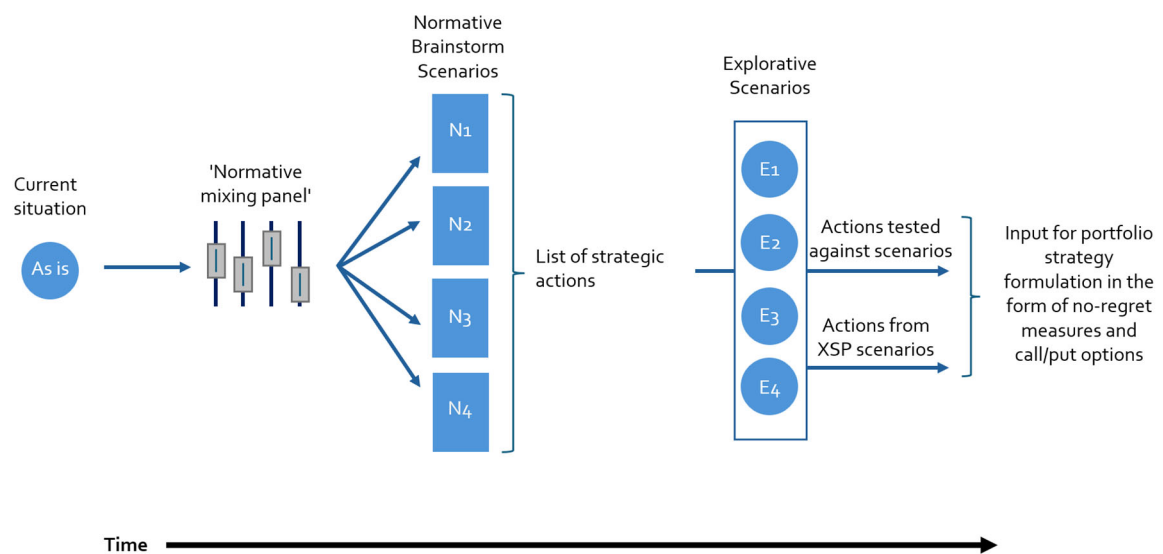 Current
situation
As is
'Normative
mixing panel'
Normative
Brainstorm
Scenarios
N1
N2
N3
N4
List of strategic
actions
Explorative
Scenarios
E1
E2
E3
E4
Actions tested
against scenarios
Actions from
XSP scenarios
Input for portfolio
strategy
formulation in the
form of no-regret
measures and
call/put options
Time